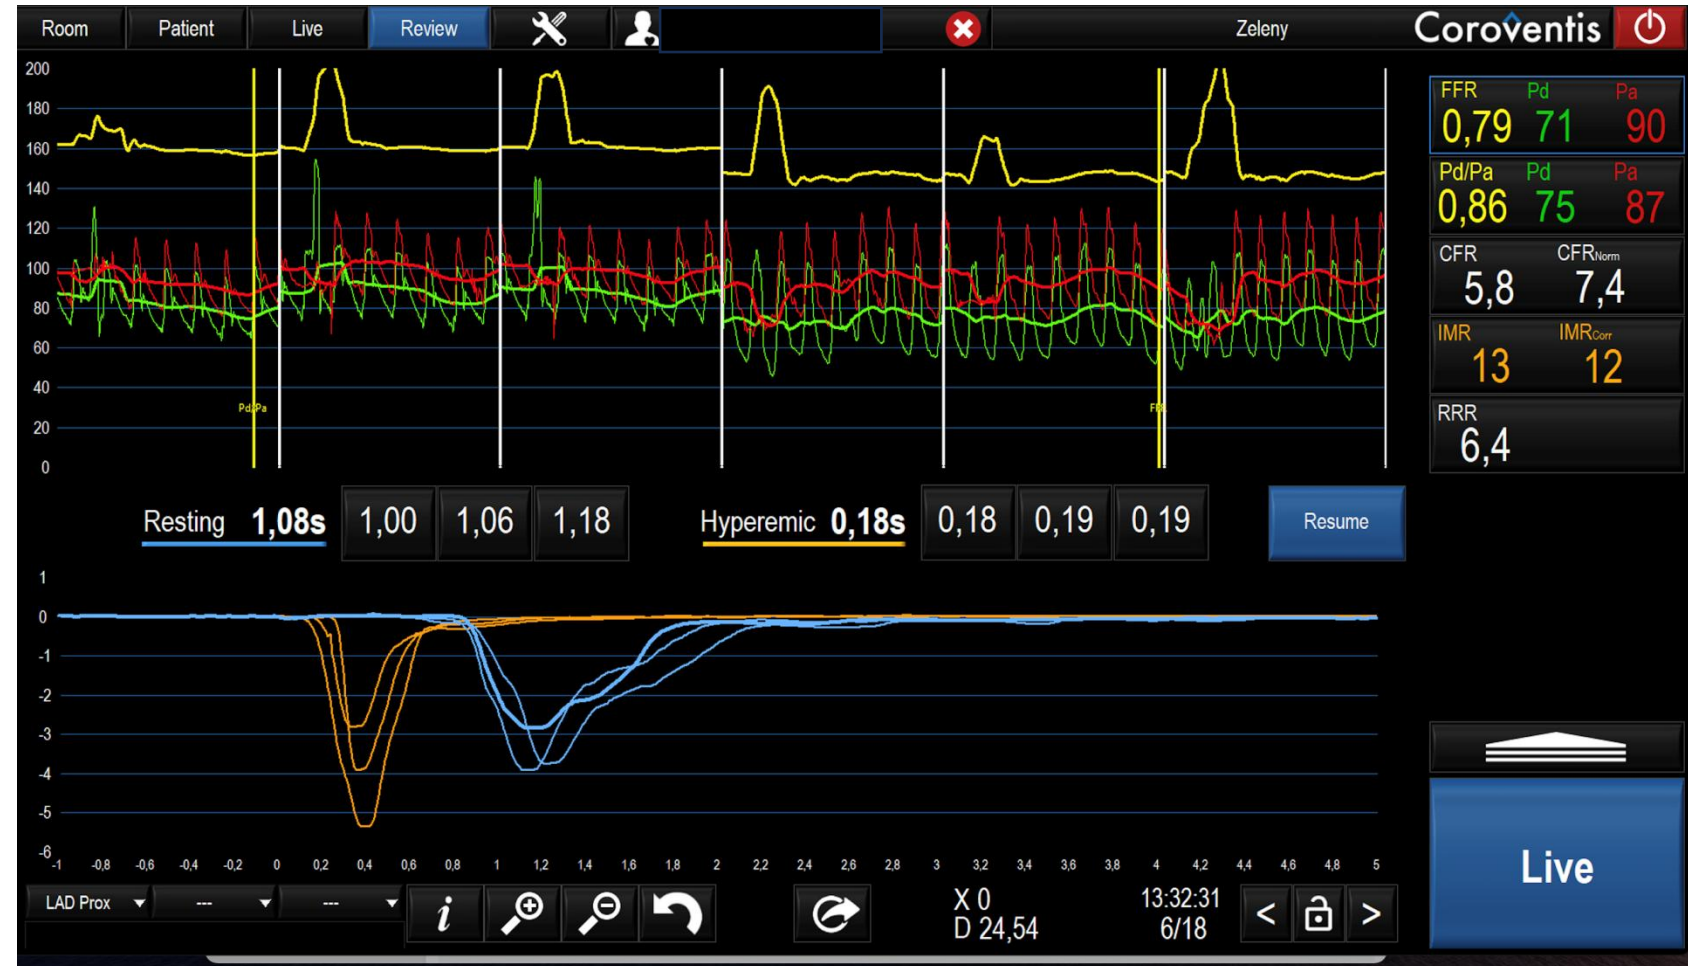 Room Patient Live Review Zeleny Coroventis
200
180
160
140
120
100
80
60
40
20
0
Pd/Pa
FFR
FFR Pd Pa
0,79 71 90
Pd/Pa Pd Pa
0,86 75 87
CFR CFRNorm
5,8 7,4
IMR IMRCorr
13 12
RRR
6,4
Resting 1,08s 1,00 1,06 1,18 Hyperemic 0,18s 0,18 0,19 0,19 Resume
1
0
-1
-2
-3
-4
-5
-6
-1 -0,8 -0,6 -0,4 -0,2 0 0,2 0,4 0,6 0,8 1 1,2 1,4 1,6 1,8 2 2,2 2,4 2,6 2,8 3 3,2 3,4 3,6 3,8 4 4,2 4,4 4,6 4,8 5
Live
LAD Prox --- --- i X 0 13:32:31 < >
D 24,54 6/18